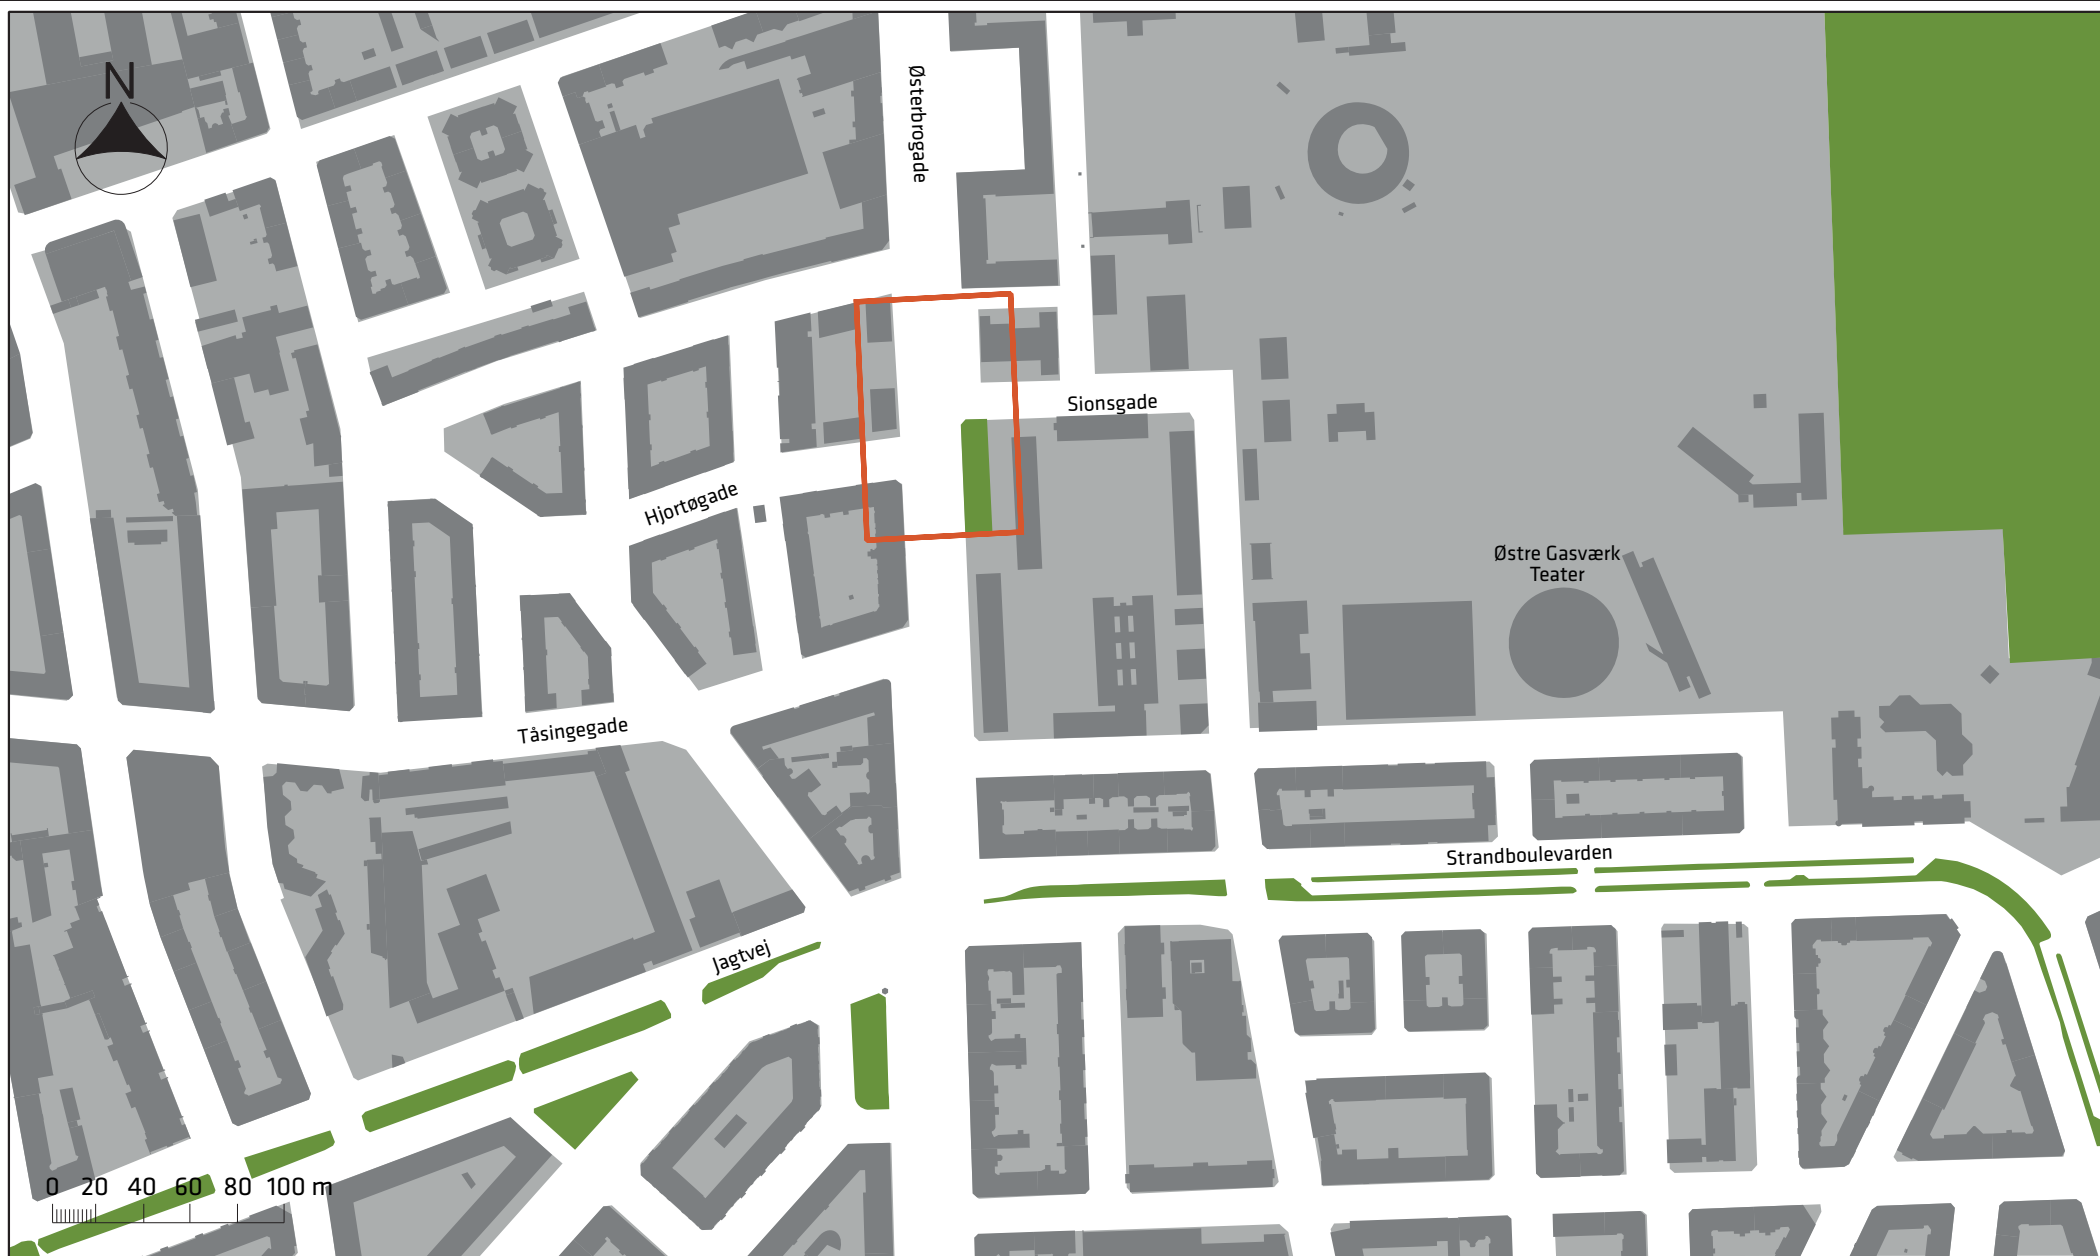 N
Østerbrogade
Sionsgade
Hjortøgade
Østre Gasværk
Teater
Tåsingegade
Strandboulevarden
Jagtvej
0 20 40 60 80 100 m